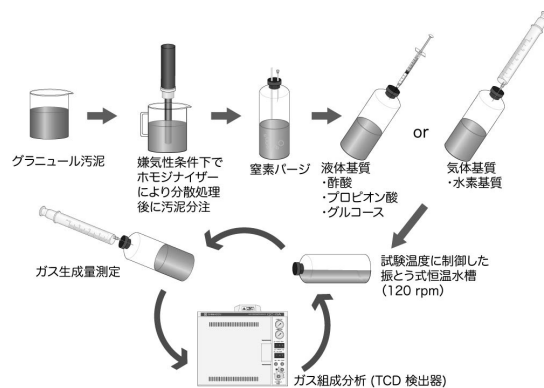 グラニュール汚泥
嫌気性条件下で
ホモジナイザー
により分散処理
後に汚泥分注
窒素パージ
液体基質
・酢酸
・プロピオン酸
・グルコース
or
気体基質
・水素基質
ガス生成量測定
試験温度に制御した
振とう式恒温水槽
(120 rpm)
ガス組成分析 (TCD 検出器)